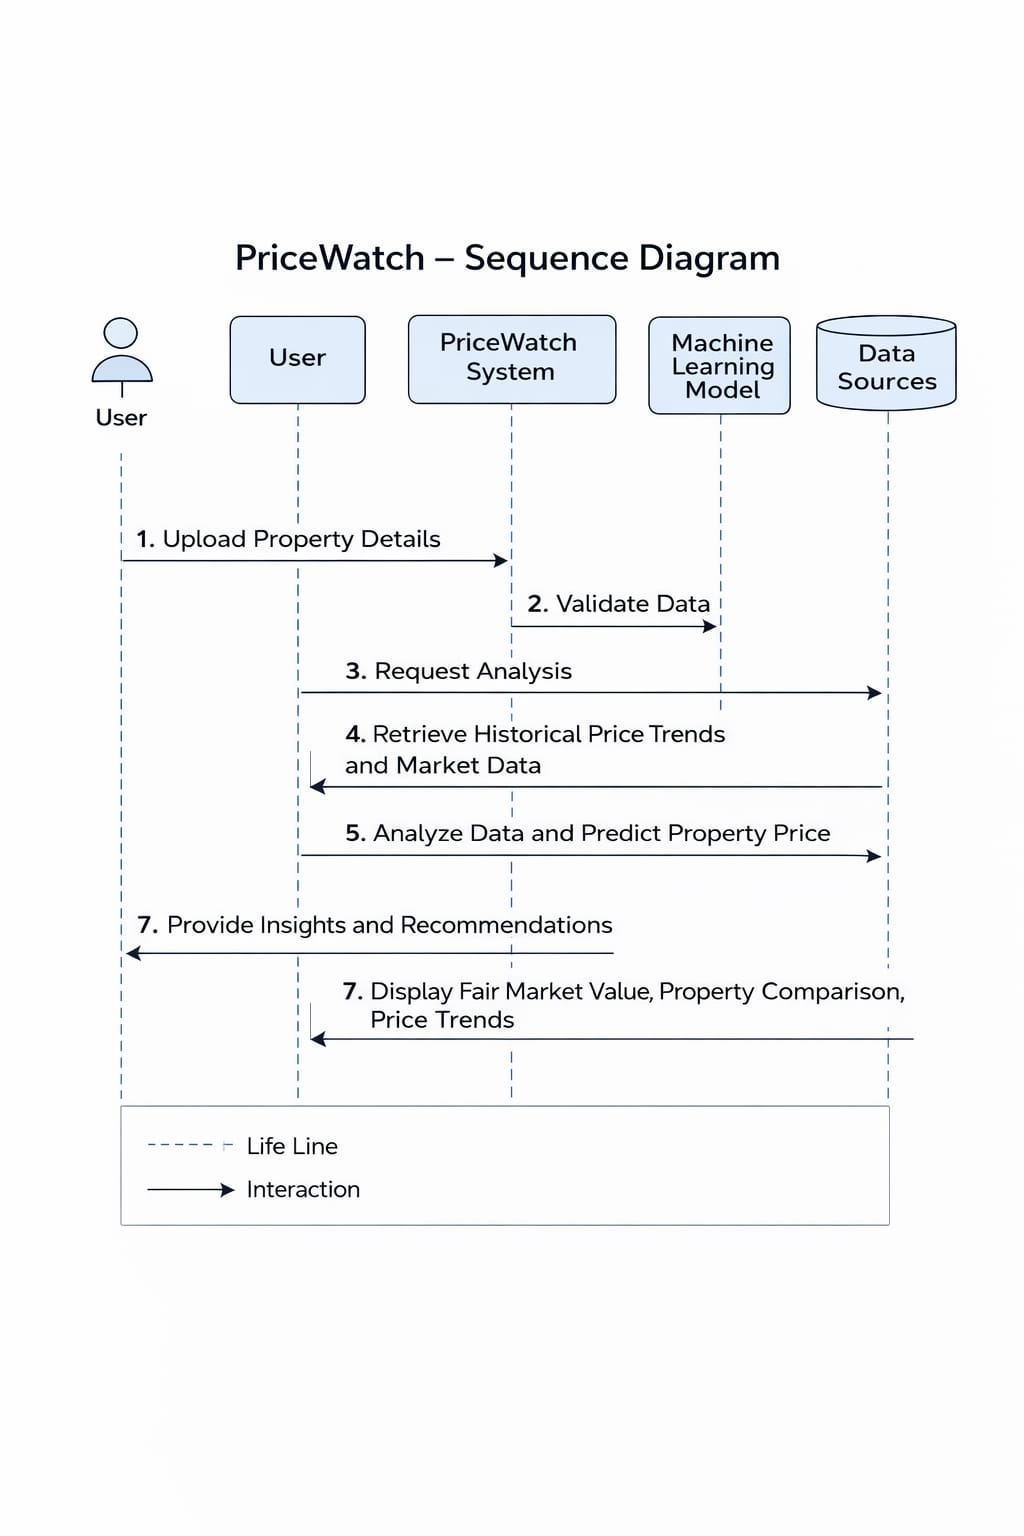 PriceWatch – Sequence Diagram
User
User
PriceWatch
System
Machine
Learning
Model
Data
Sources
1. Upload Property Details
2. Validate Data
3. Request Analysis
4. Retrieve Historical Price Trends
and Market Data
5. Analyze Data and Predict Property Price
7. Provide Insights and Recommendations
7. Display Fair Market Value, Property Comparison,
Price Trends
Life Line
Interaction